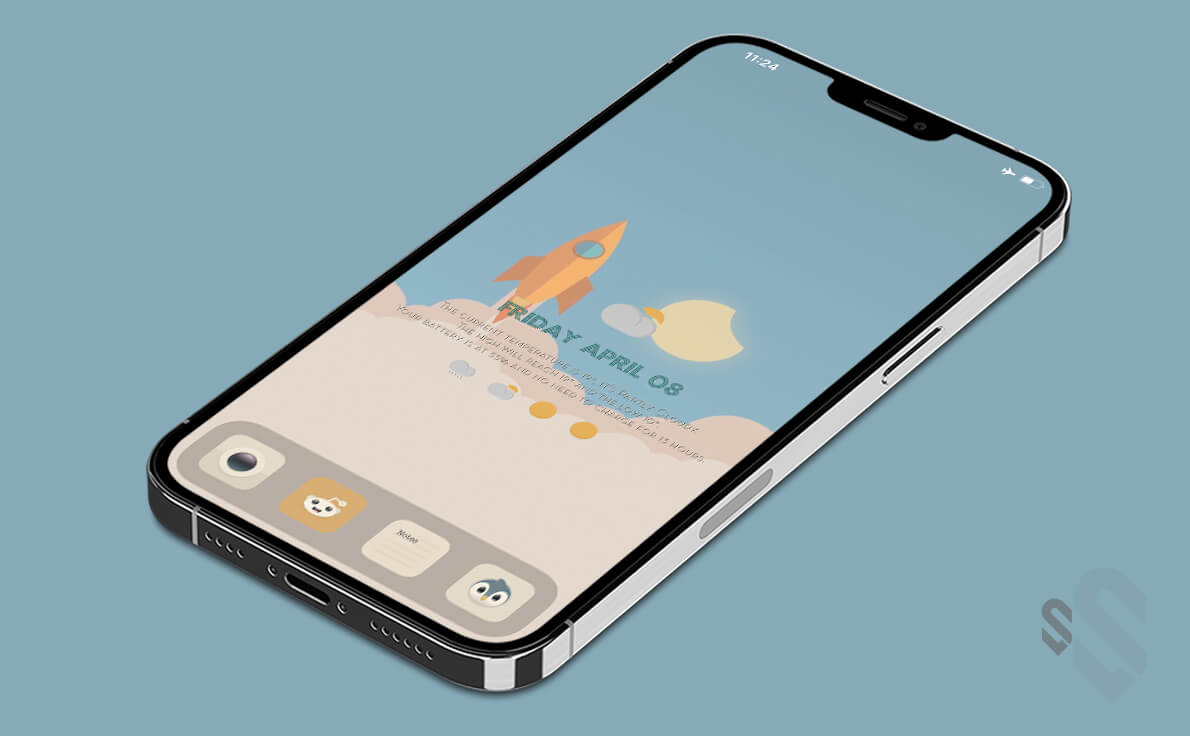 11:24
FRIDAY APRIL 08
THE CURRENT TEMPERATURE IS 19°. IT'S PARTLY CLOUDY.
THE HIGH WILL REACH 19° AND THE LOW 10°.
YOUR BATTERY IS AT 55% AND NO NEED TO CHARGE FOR 13 HOURS.
Notes